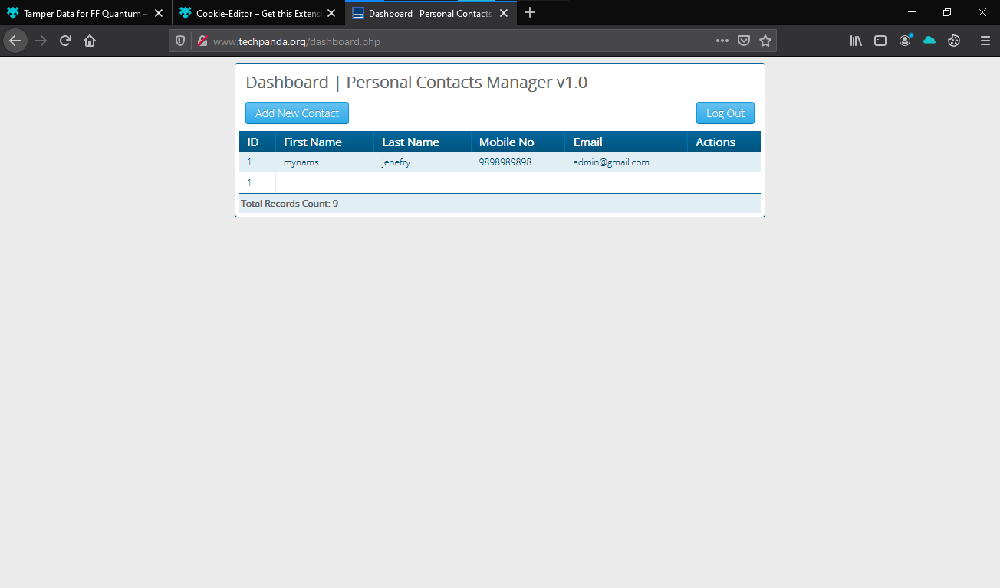 Tamper Data for FF Quantum –
Cookie-Editor – Get this Extensi
Dashboard | Personal Contacts
www.techpanda.org/dashboard.php
Dashboard | Personal Contacts Manager v1.0
Add New Contact Log Out
ID First Name Last Name Mobile No Email Actions
1 mynams jenefry 9898989898 admin@gmail.com
1
Total Records Count: 9